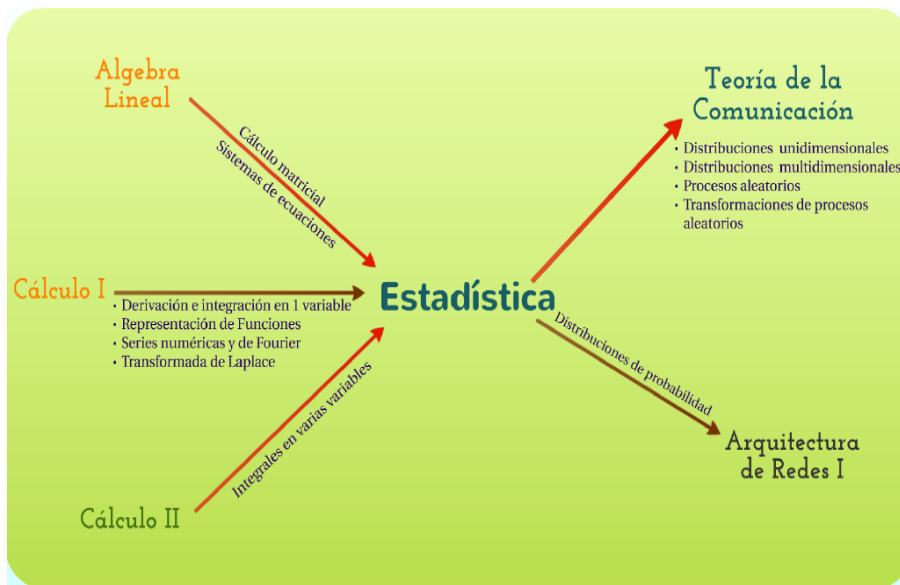 Algebra
Lineal
Cálculo matricial
Sistemas de ecuaciones
Cálculo I
• Derivación e integración en 1 variable
• Representación de Funciones
• Series numéricas y de Fourier
• Transformada de Laplace
Cálculo II
Integrales en varias variables
Estadística
Teoría de la
Comunicación
• Distribuciones unidimensionales
• Distribuciones multidimensionales
• Procesos aleatorios
• Transformaciones de procesos
aleatorios
Distribuciones de probabilidad
Arquitectura
de Redes I